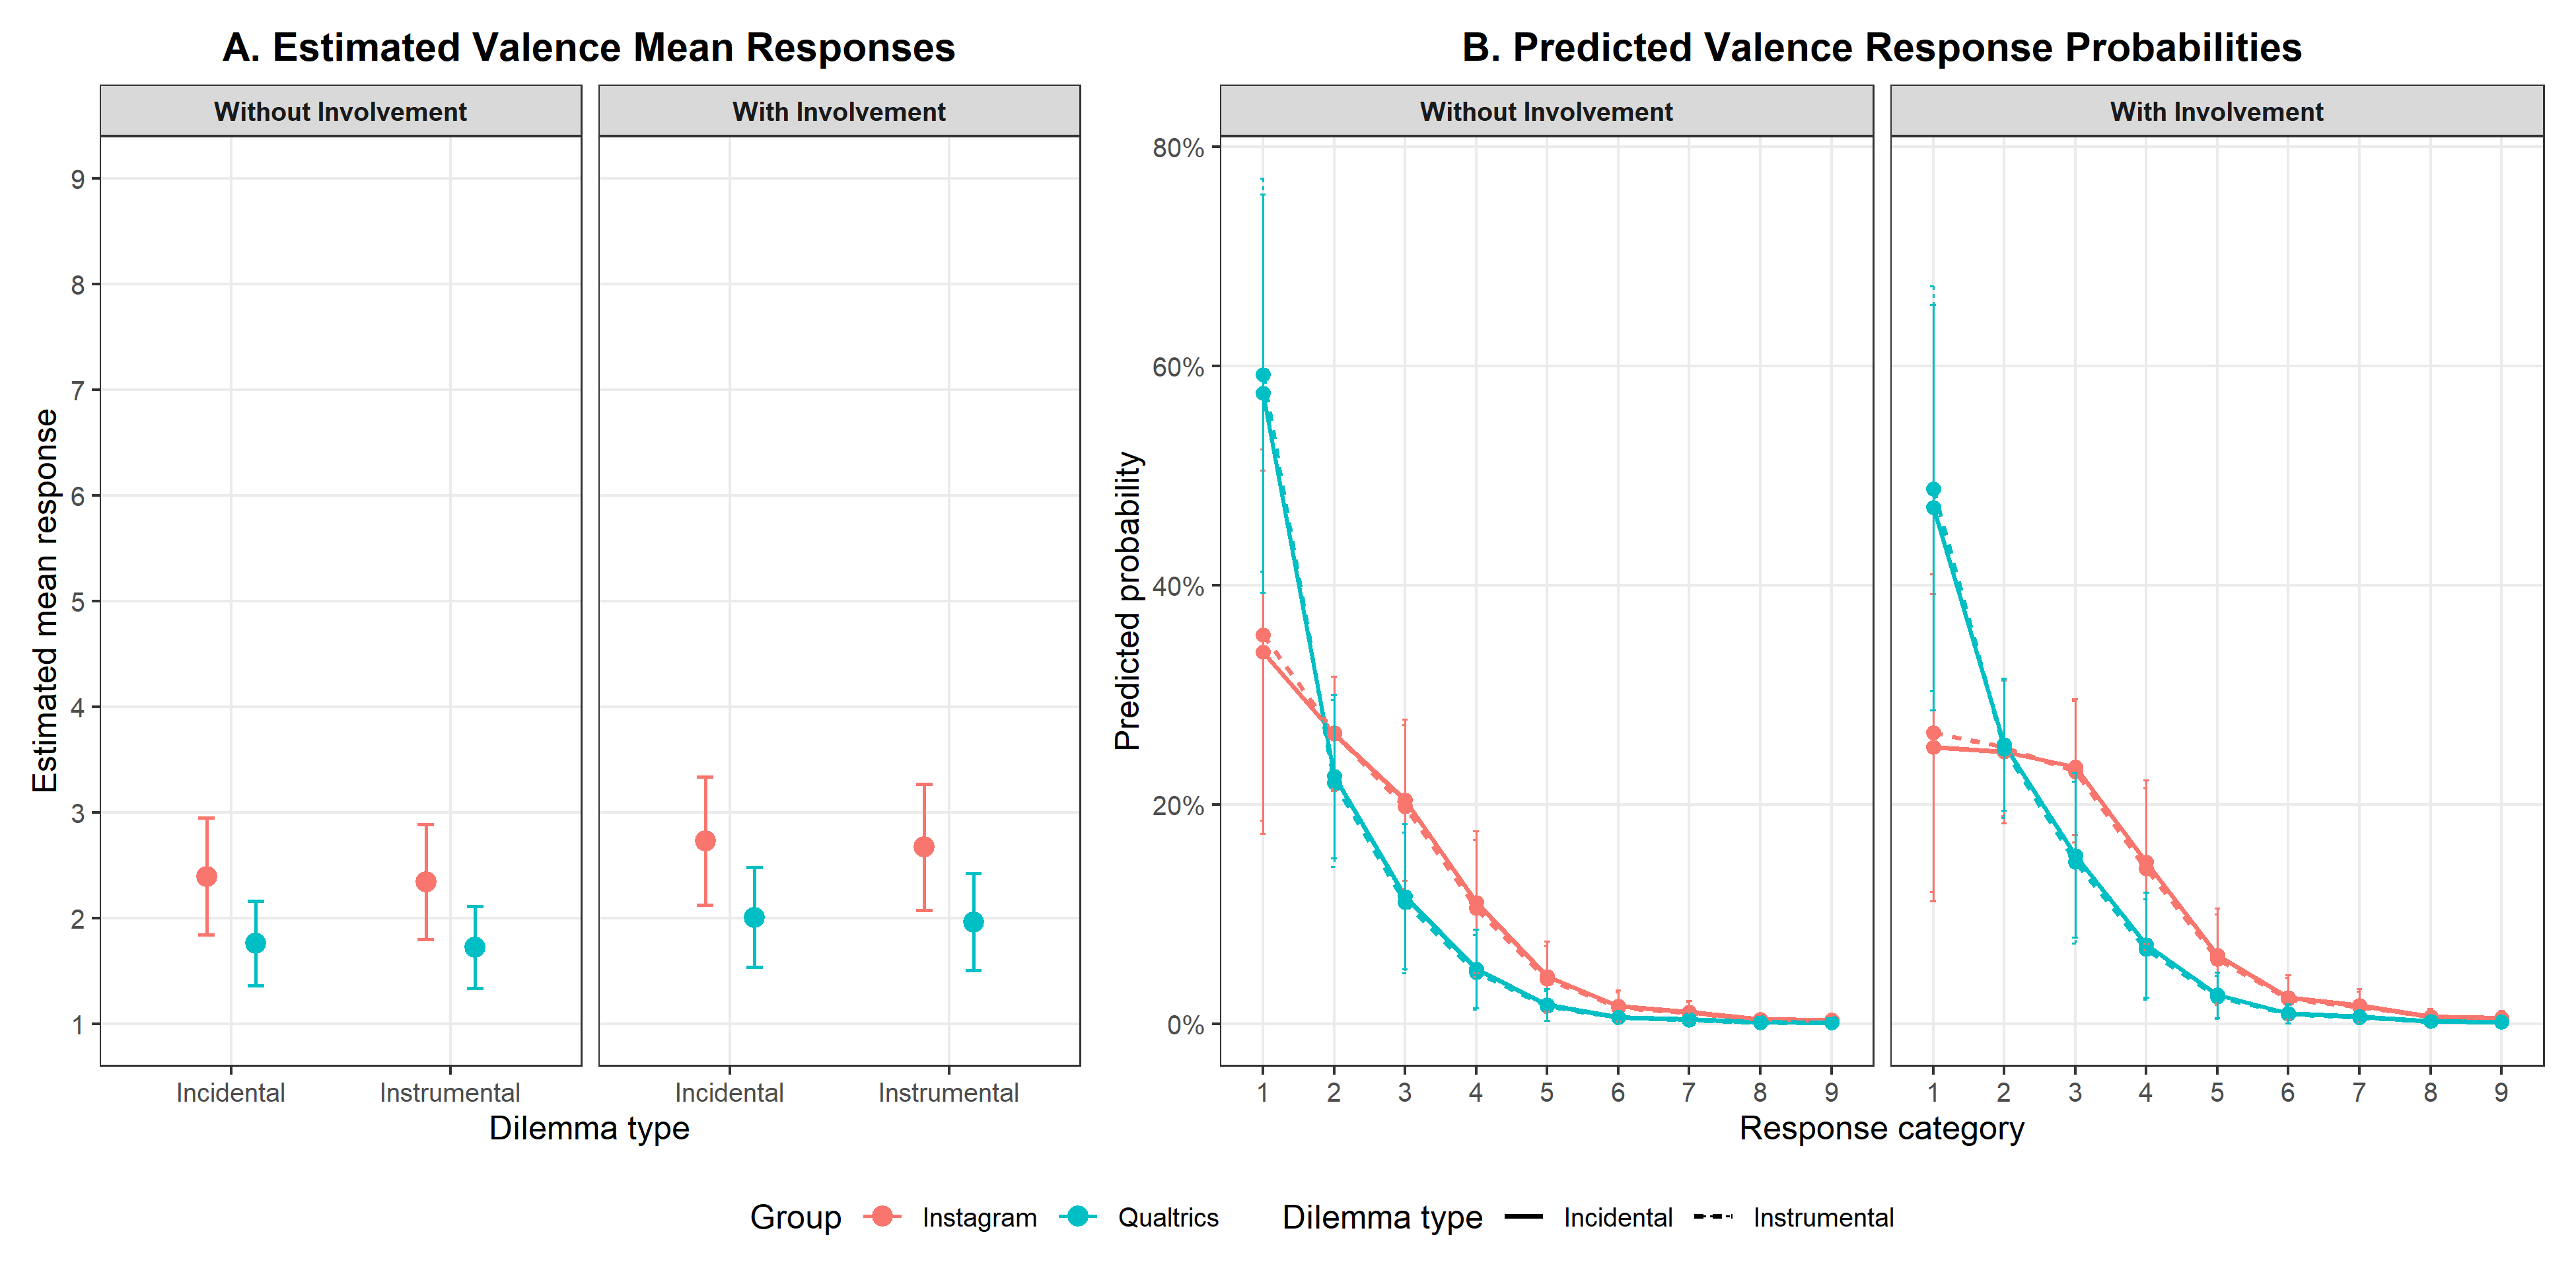 A. Estimated Valence Mean Responses
Without Involvement
With Involvement
Estimated mean response
9
8
7
6
5
4
3
2
1
Incidental
Instrumental
Incidental
Instrumental
Dilemma type
B. Predicted Valence Response Probabilities
Without Involvement
With Involvement
Predicted probability
80%
60%
40%
20%
0%
1 2 3 4 5 6 7 8 9
1 2 3 4 5 6 7 8 9
Response category
Group Instagram Qualtrics Dilemma type Incidental Instrumental